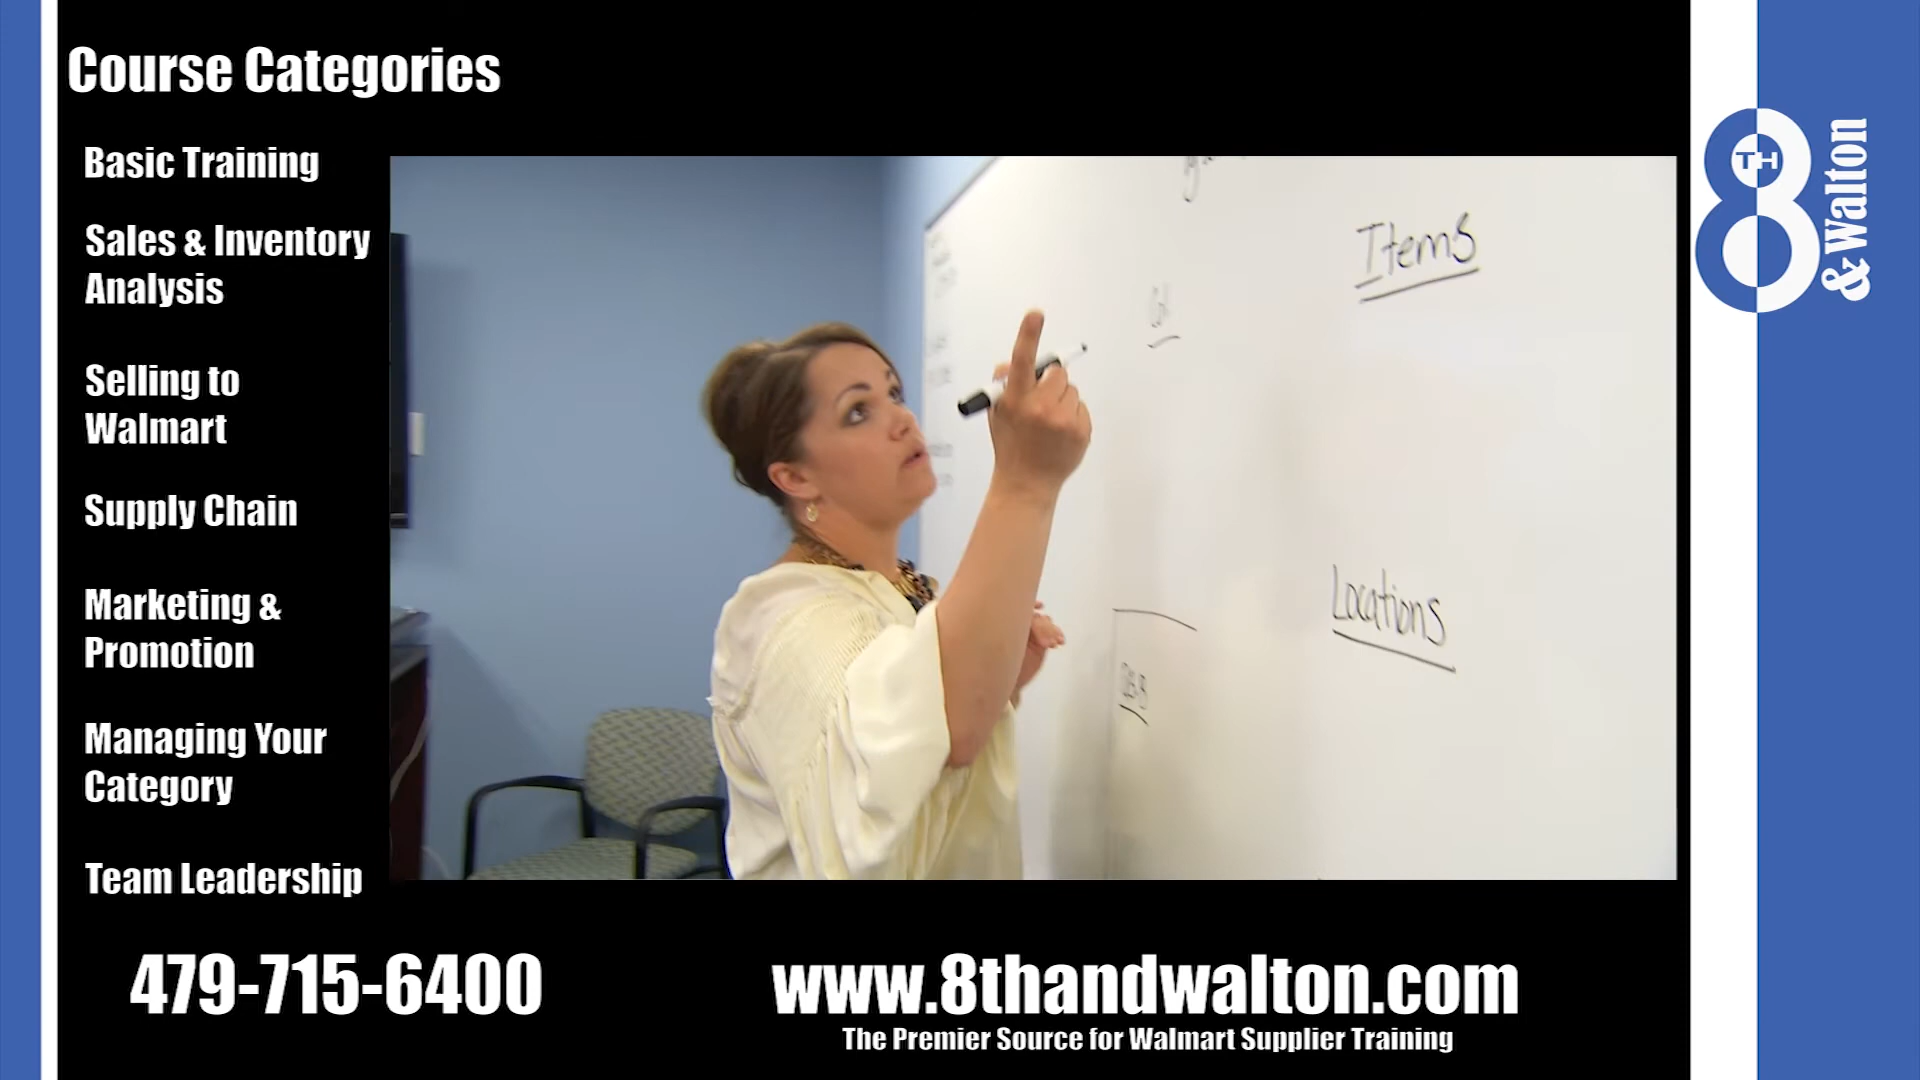 Course Categories
Basic Training
Sales & Inventory
Analysis
Selling to
Walmart
Supply Chain
Marketing &
Promotion
Managing Your
Category
Team Leadership
Items
Locations
8TH
& Walton
479-715-6400
www.8thandwalton.com
The Premier Source for Walmart Supplier Training